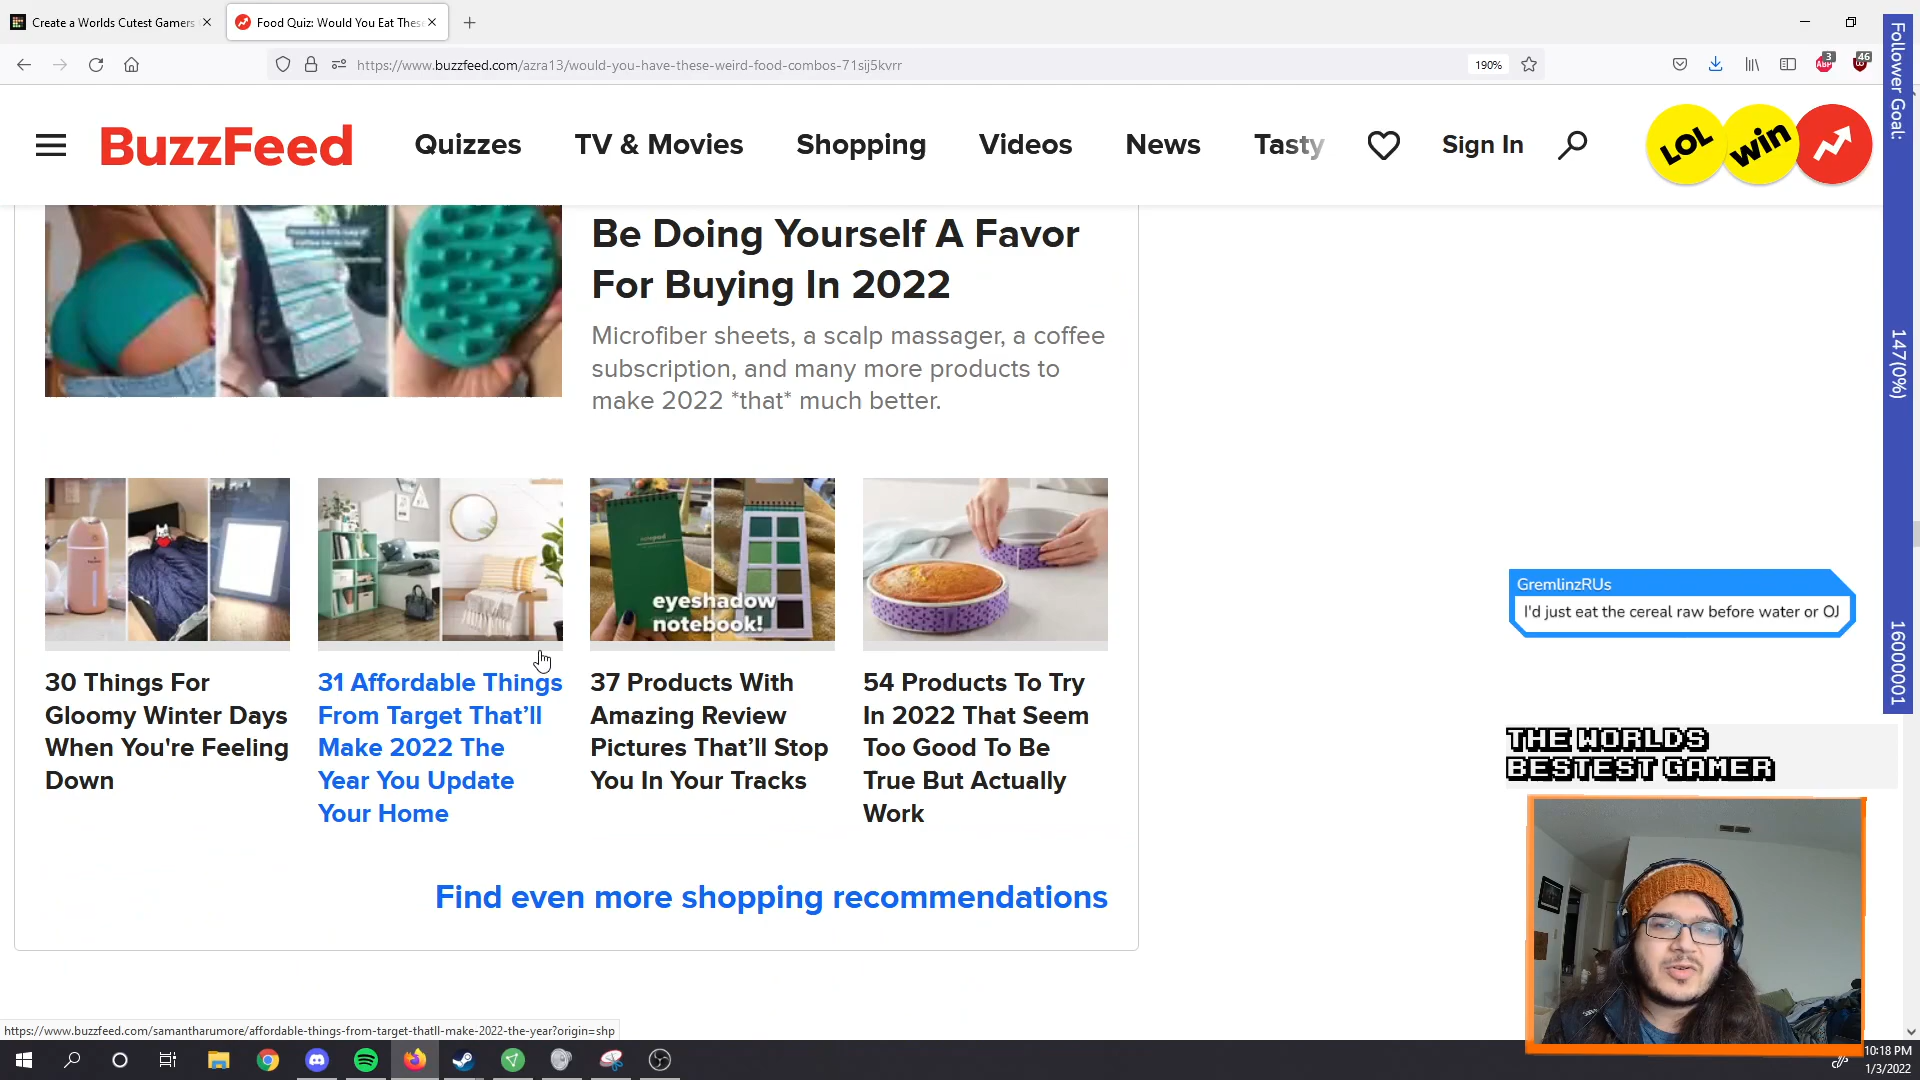 Create a Worlds Cutest Gamers
Food Quiz: Would You Eat Thes
https://www.buzzfeed.com/azra13/would-you-have-these-weird-food-combos-71sij5kvrr
190%
ABP
3
46
BuzzFeed
Quizzes
TV & Movies
Shopping
Videos
News
Tasty
Sign In
LOL
win
Follower Goal:
147(0%)
16000001
Be Doing Yourself A Favor
For Buying In 2022
Microfiber sheets, a scalp massager, a coffee
subscription, and many more products to
make 2022 *that* much better.
eyeshadow
notebook!
30 Things For
Gloomy Winter Days
When You're Feeling
Down
31 Affordable Things
From Target That’ll
Make 2022 The
Year You Update
Your Home
37 Products With
Amazing Review
Pictures That’ll Stop
You In Your Tracks
54 Products To Try
In 2022 That Seem
Too Good To Be
True But Actually
Work
Find even more shopping recommendations
GremlinzRUs
I'd just eat the cereal raw before water or OJ
THE WORLDS
BESTEST GAMER
https://www.buzzfeed.com/samantharumore/affordable-things-from-target-thatll-make-2022-the-year?origin=shp
10:18 PM
1/3/2022